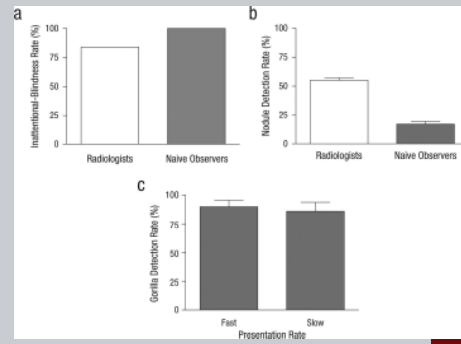 a
Inattentional-Blindness Rate (%)
100
75
50
25
0
Radiologists Naive Observers
b
Nodule Detection Rate (%)
100
75
50
25
0
Radiologists Naive Observers
c
Gorilla Detection Rate (%)
100
75
50
25
0
Fast Slow
Presentation Rate